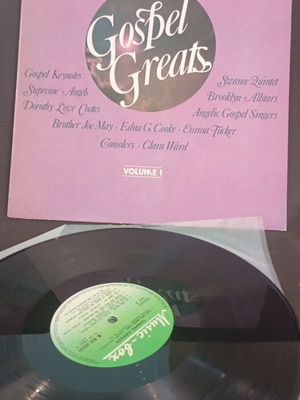 Gospel
Greats
Gospel Keynotes
Swanee Quintet
Supreme Angels
Brooklyn Allstars
Dorothy Love Coates
Angelic Gospel Singers
Brother Joe May · Edna G. Cooke · Emma Tucker
Consolers · Clara Ward
VOLUME I
Music-box